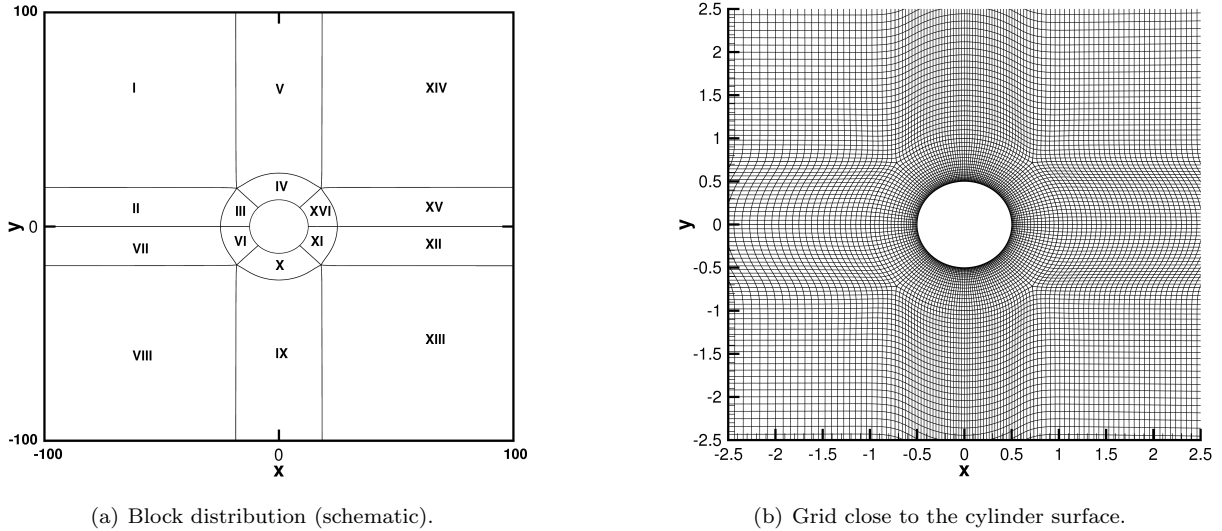 100
I
V
XIV
IV
II
III
XVI
XV
y
0
VII
VI
XI
XII
X
VIII
IX
XIII
-100
-100
0
100
x
(a) Block distribution (schematic).
2.5
2
1.5
1
0.5
y
0
-0.5
-1
-1.5
-2
-2.5
-2.5 -2 -1.5 -1 -0.5 0 0.5 1 1.5 2 2.5
x
(b) Grid close to the cylinder surface.